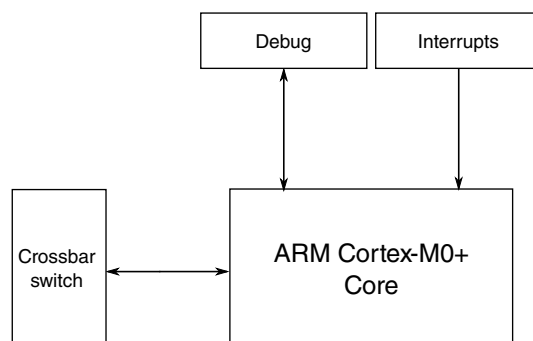 Debug
Interrupts
Crossbar
switch
ARM Cortex-M0+
Core